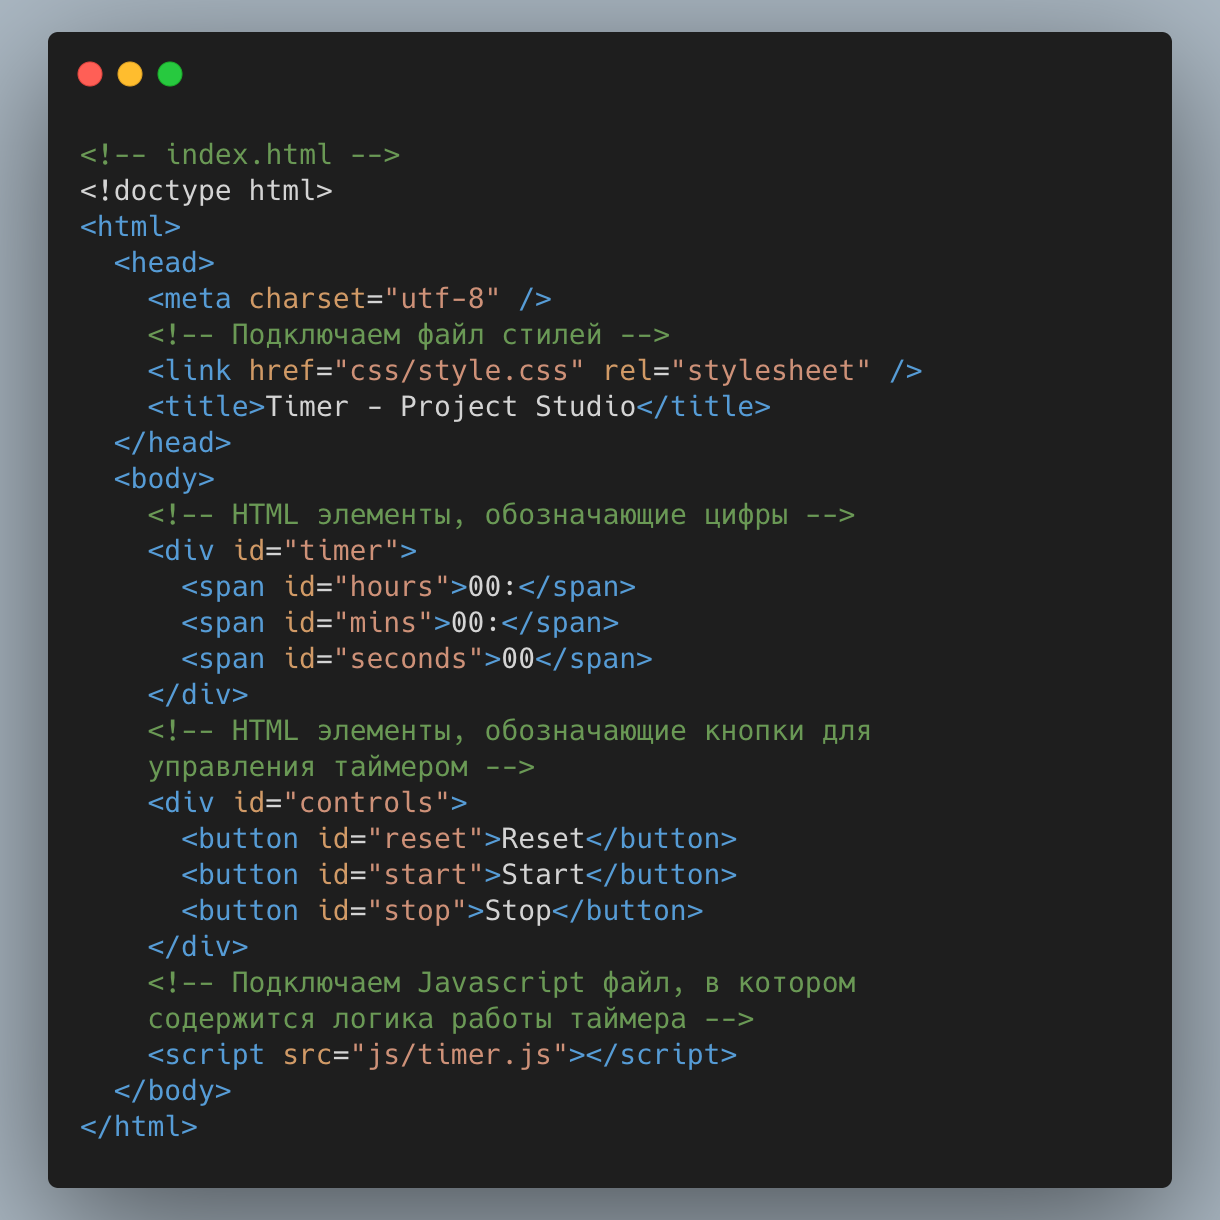 <!-- index.html -->
<!doctype html>
<html>
  <head>
    <meta charset="utf-8" />
    <!-- Подключаем файл стилей -->
    <link href="css/style.css" rel="stylesheet" />
    <title>Timer - Project Studio</title>
  </head>
  <body>
    <!-- HTML элементы, обозначающие цифры -->
    <div id="timer">
      <span id="hours">00:</span>
      <span id="mins">00:</span>
      <span id="seconds">00</span>
    </div>
    <!-- HTML элементы, обозначающие кнопки для
    управления таймером -->
    <div id="controls">
      <button id="reset">Reset</button>
      <button id="start">Start</button>
      <button id="stop">Stop</button>
    </div>
    <!-- Подключаем Javascript файл, в котором
    содержится логика работы таймера -->
    <script src="js/timer.js"></script>
  </body>
</html>